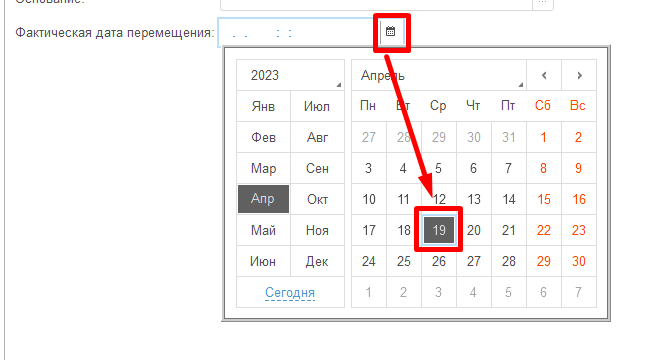 Основание:
...
Фактическая дата перемещения: . . : :
2023 Апрель
Янв Июл Пн Вт Ср Чт Пт Сб Вс
Фев Авг 27 28 29 30 31 1 2
Мар Сен 3 4 5 6 7 8 9
Апр Окт 10 11 12 13 14 15 16
Май Ноя 17 18 19 20 21 22 23
Июн Дек 24 25 26 27 28 29 30
Сегодня 1 2 3 4 5 6 7